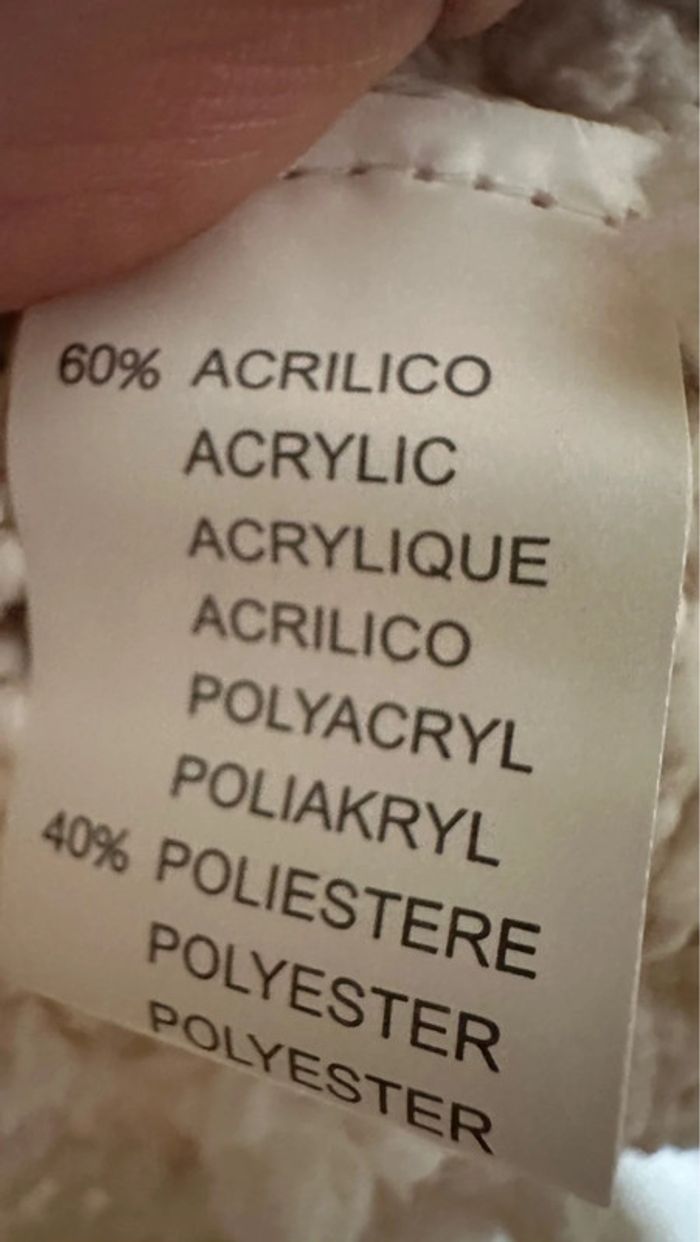 60% ACRILICO
ACRYLIC
ACRYLIQUE
ACRILICO
POLYACRYL
POLIAKRYL
40% POLIESTERE
POLYESTER
POLYESTER